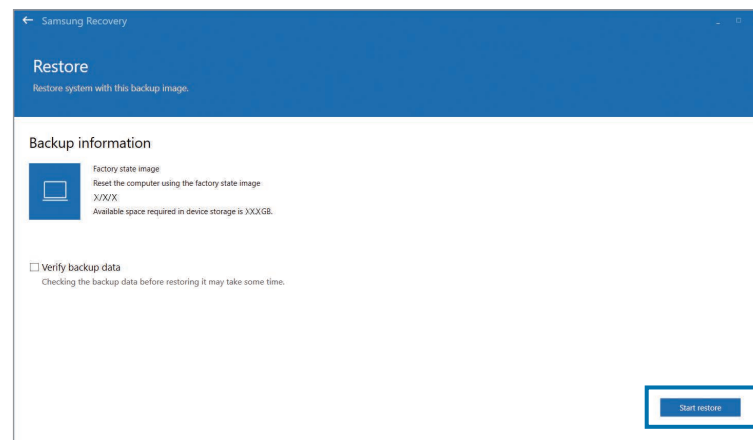 Samsung Recovery
Restore
Restore system with this backup image.
Backup information
Factory state image
Reset the computer using the factory state image
X/X/X
Available space required in device storage is XXXGB.
Verify backup data
Checking the backup data before restoring it may take some time.
Start restore